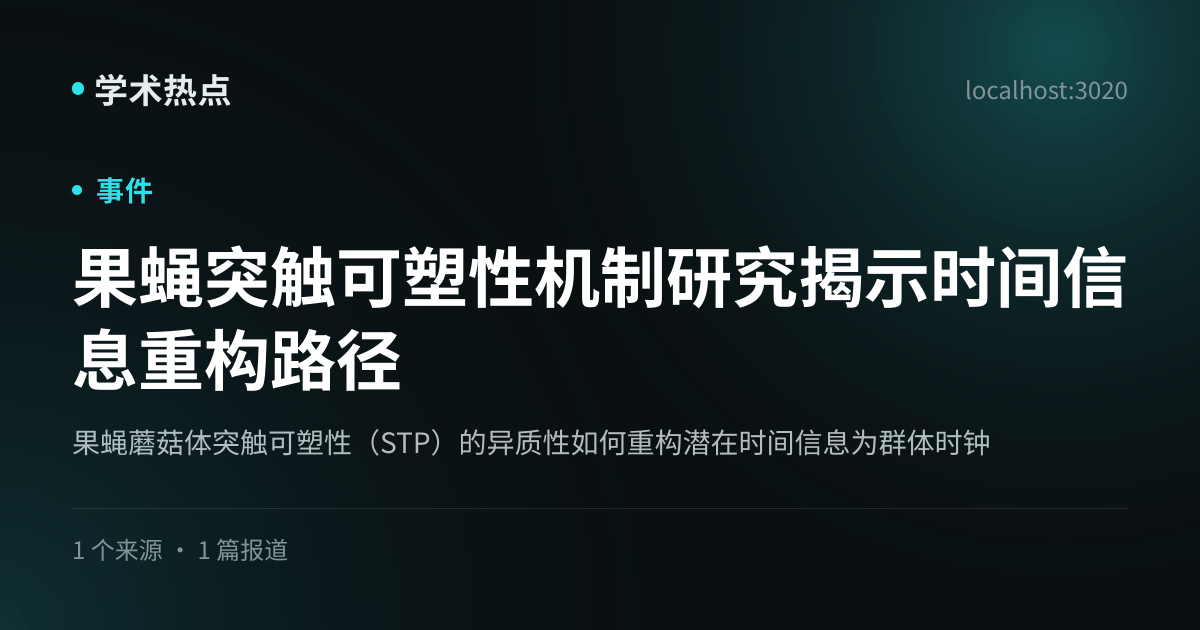 学术热点
localhost:3020
事件
果蝇突触可塑性机制研究揭示时间信
息重构路径
果蝇蘑菇体突触可塑性（STP）的异质性如何重构潜在时间信息为群体时钟
1 个来源 · 1 篇报道